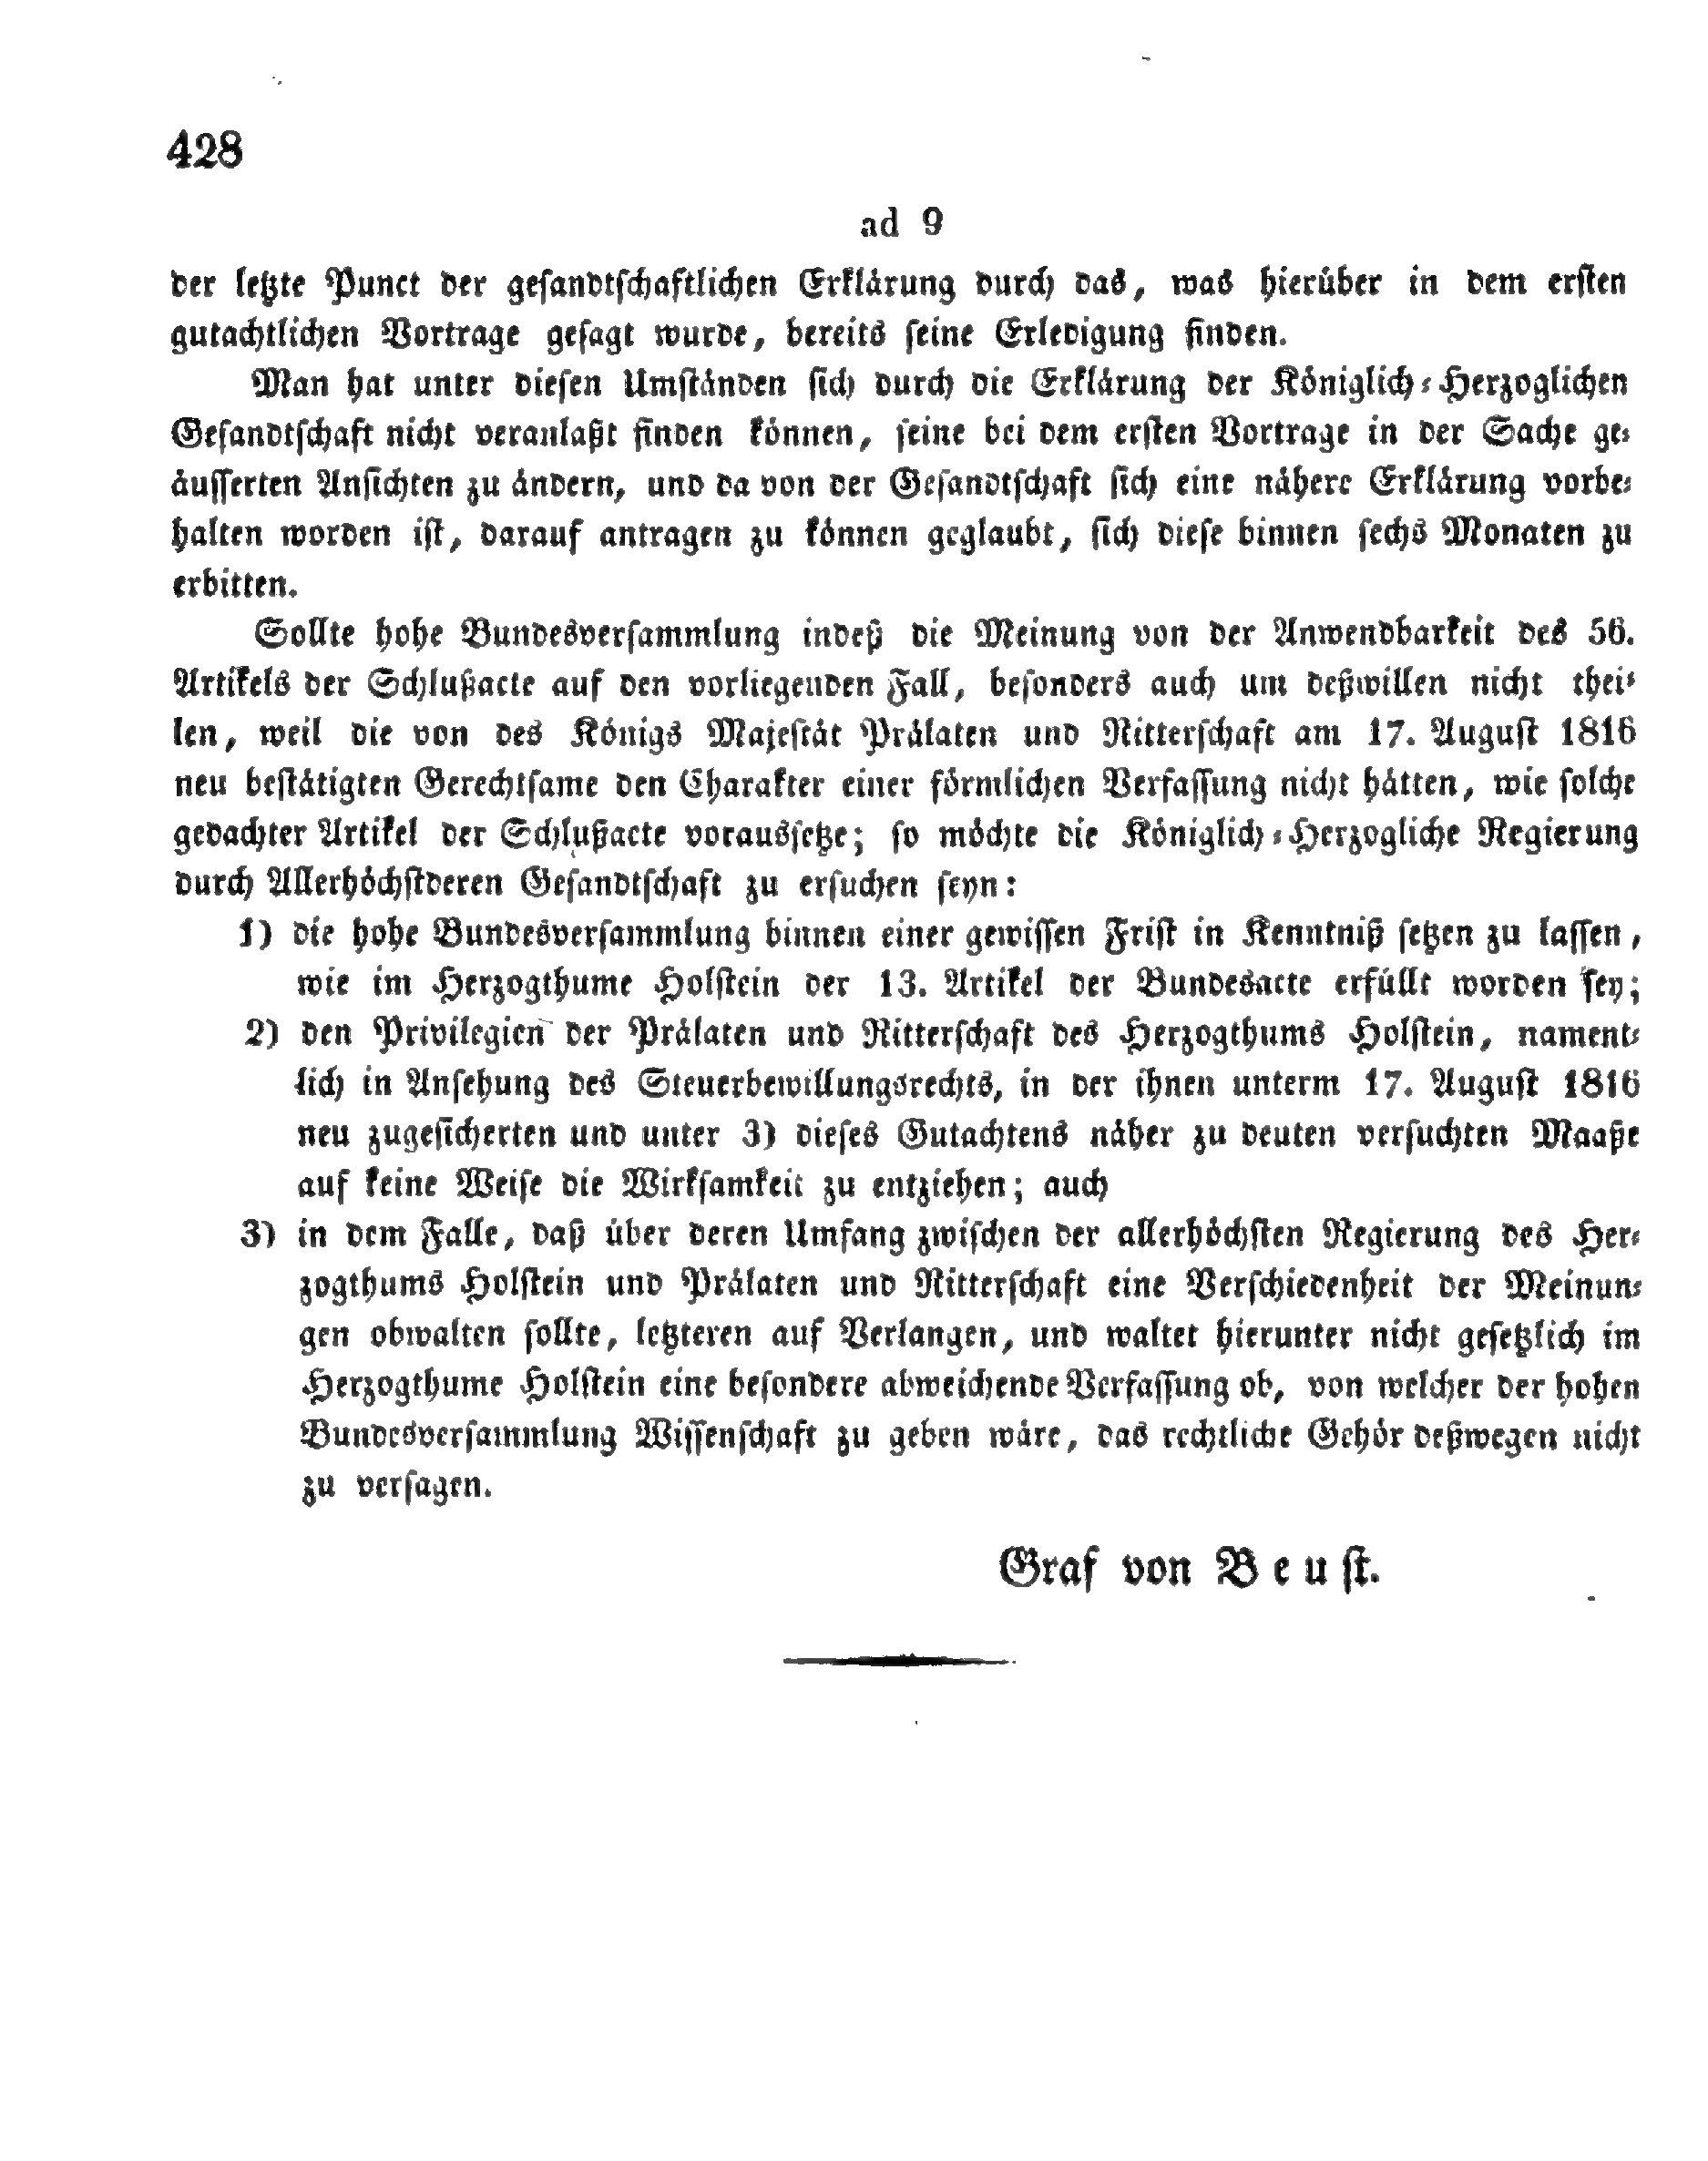 428
ad 9
der letzte Punct der gesandtschaftlichen Erklärung durch das, was hierüber in dem ersten
gutachtlichen Vortrage gesagt wurde, bereits seine Erledigung finden.
Man hat unter diesen Umständen sich durch die Erklärung der Königlich-Herzoglichen
Gesandtschaft nicht veranlaßt finden können, seine bei dem ersten Vortrage in der Sache ge-
äusserten Ansichten zu ändern, und da von der Gesandtschaft sich eine nähere Erklärung vorbe-
halten worden ist, darauf antragen zu können geglaubt, sich diese binnen sechs Monaten zu
erbitten.
Sollte hohe Bundesversammlung indeß die Meinung von der Anwendbarkeit des 56.
Artikels der Schlußacte auf den vorliegenden Fall, besonders auch um deßwillen nicht thei-
len, weil die von des Königs Majestät Prälaten und Ritterschaft am 17. August 1816
neu bestätigten Gerechtsame den Charakter einer förmlichen Verfassung nicht hätten, wie solche
gedachter Artikel der Schlußacte voraussetze; so möchte die Königlich-Herzogliche Regierung
durch Allerhöchstderen Gesandtschaft zu ersuchen seyn:
1) die hohe Bundesversammlung binnen einer gewissen Frist in Kenntniß setzen zu lassen,
wie im Herzogthume Holstein der 13. Artikel der Bundesacte erfüllt worden sey;
2) den Privilegien der Prälaten und Ritterschaft des Herzogthums Holstein, nament-
lich in Ansehung des Steuerbewillungsrechts, in der ihnen unterm 17. August 1816
neu zugesicherten und unter 3) dieses Gutachtens näher zu deuten versuchten Maaße
auf keine Weise die Wirksamkeit zu entziehen; auch
3) in dem Falle, daß über deren Umfang zwischen der allerhöchsten Regierung des Her-
zogthums Holstein und Prälaten und Ritterschaft eine Verschiedenheit der Meinun-
gen obwalten sollte, letzteren auf Verlangen, und waltet hierunter nicht gesetzlich im
Herzogthume Holstein eine besondere abweichende Verfassung ob, von welcher der hohen
Bundesversammlung Wissenschaft zu geben wäre, das rechtliche Gehör deßwegen nicht
zu versagen.
Graf von Beust.